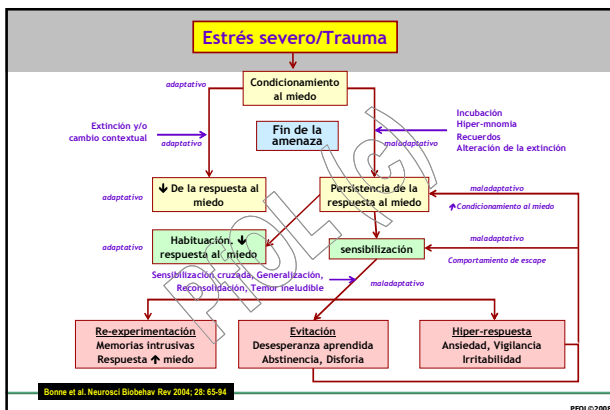 Estrés severo/Trauma
adaptativo
Condicionamiento
al miedo
Extinción y/o
cambio contextual
adaptativo
Fin de la
amenaza
Incubación
Hiper-mnomia
Recuerdos
Alteración de la extinción
maladaptativo
adaptativo
↓ De la respuesta al
miedo
Persistencia de la
respuesta al miedo
maladaptativo
↑ Condicionamiento al miedo
adaptativo
Habituación. ↓
respuesta al miedo
sensibilización
maladaptativo
Comportamiento de escape
Sensibilización cruzada, Generalización,
Reconsolidación, Temor ineludible
maladaptativo
Re-experimentación
Memorias intrusivas
Respuesta ↑ miedo
Evitación
Desesperanza aprendida
Abstinencia, Disforia
Hiper-respuesta
Ansiedad, Vigilancia
Irritabilidad
Bonne et al. Neurosci Biobehav Rev 2004; 28: 65-94